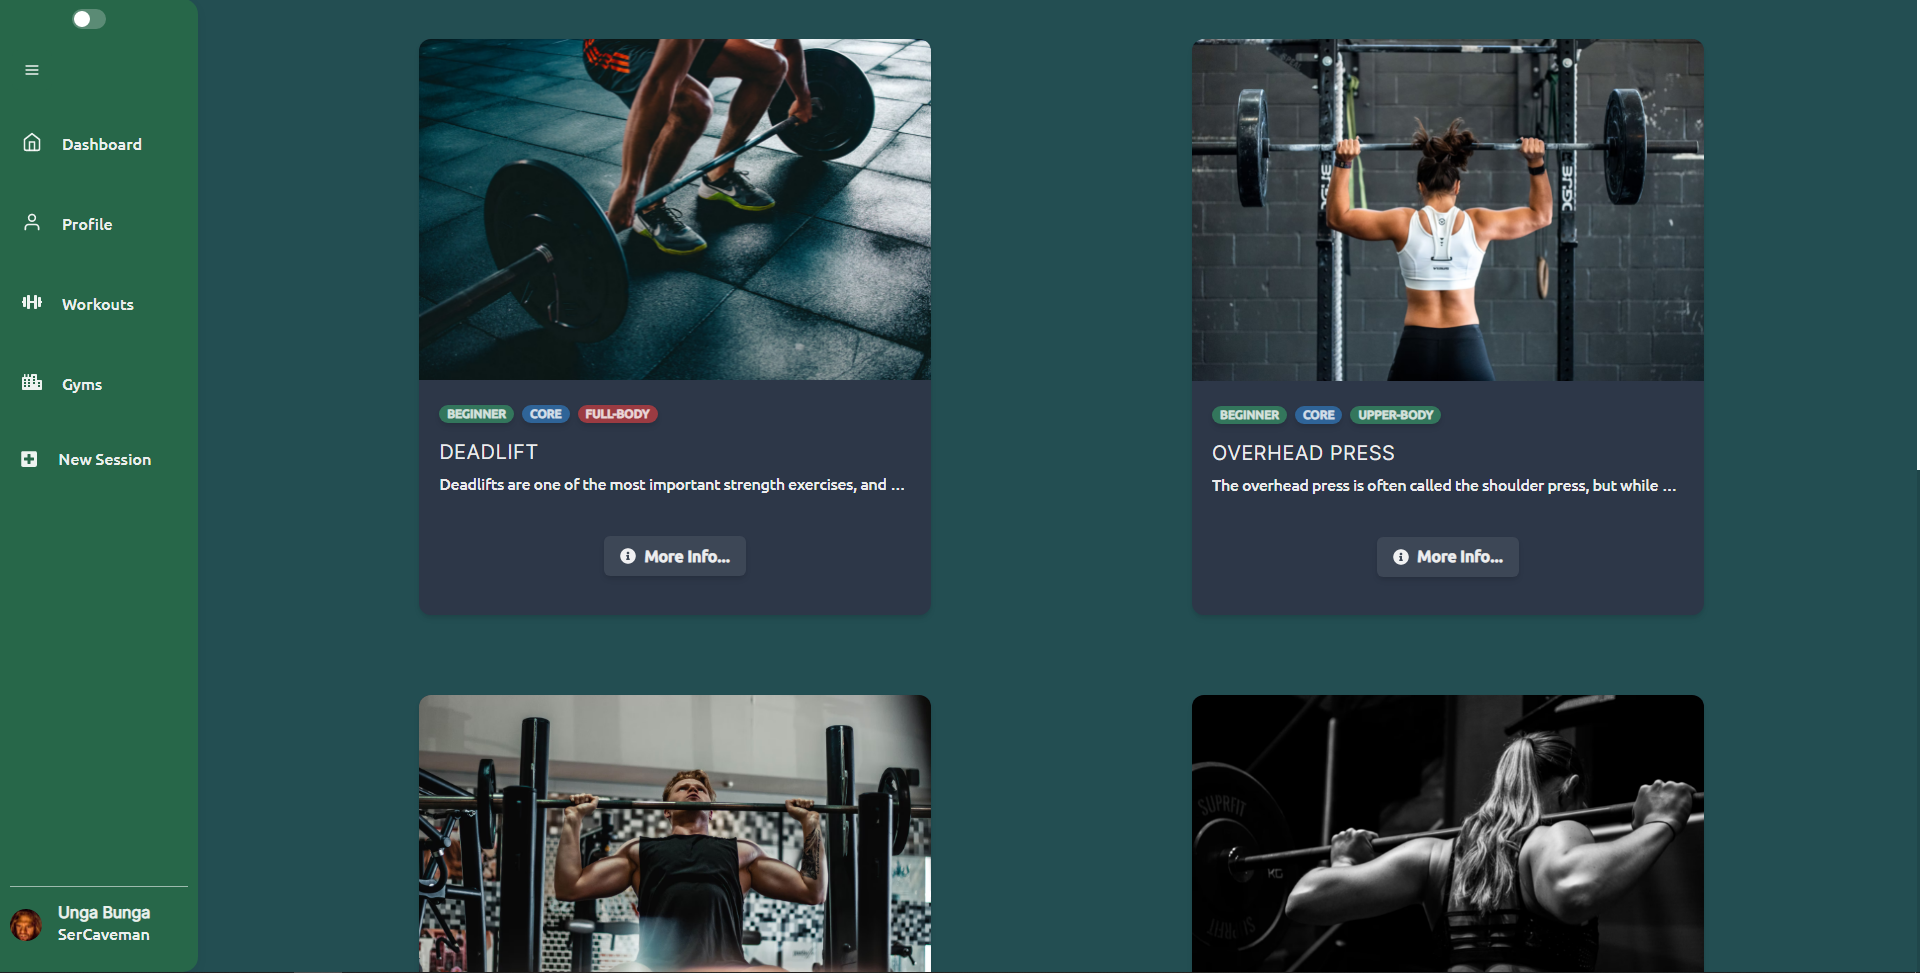 Dashboard
Profile
Workouts
Gyms
New Session
Unga Bunga
SerCaveman
BEGINNER CORE FULL-BODY
DEADLIFT
Deadlifts are one of the most important strength exercises, and ...
More Info...
BEGINNER CORE UPPER-BODY
OVERHEAD PRESS
The overhead press is often called the shoulder press, but while ...
More Info...
SUPRFIT
KG